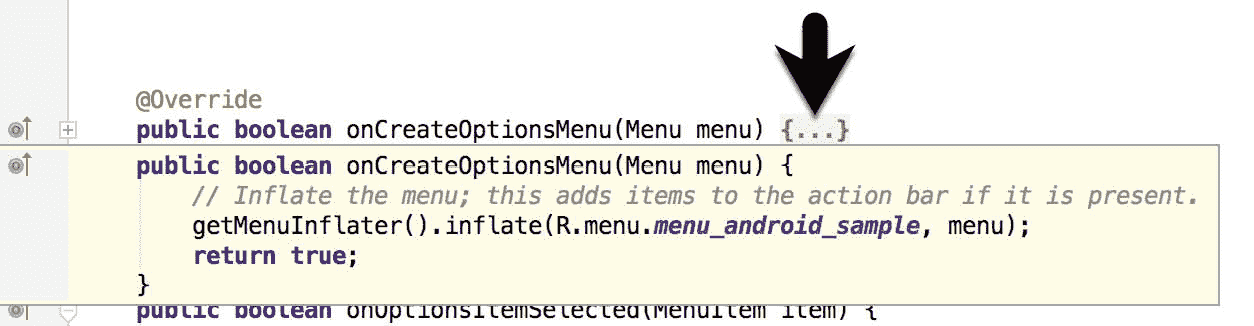 @Override
public boolean onCreateOptionsMenu(Menu menu) {...}
public boolean onCreateOptionsMenu(Menu menu) {
// Inflate the menu; this adds items to the action bar if it is present.
getMenuInflater().inflate(R.menu.menu_android_sample, menu);
return true;
}
public boolean onOptionsItemSelected(MenuItem item) {